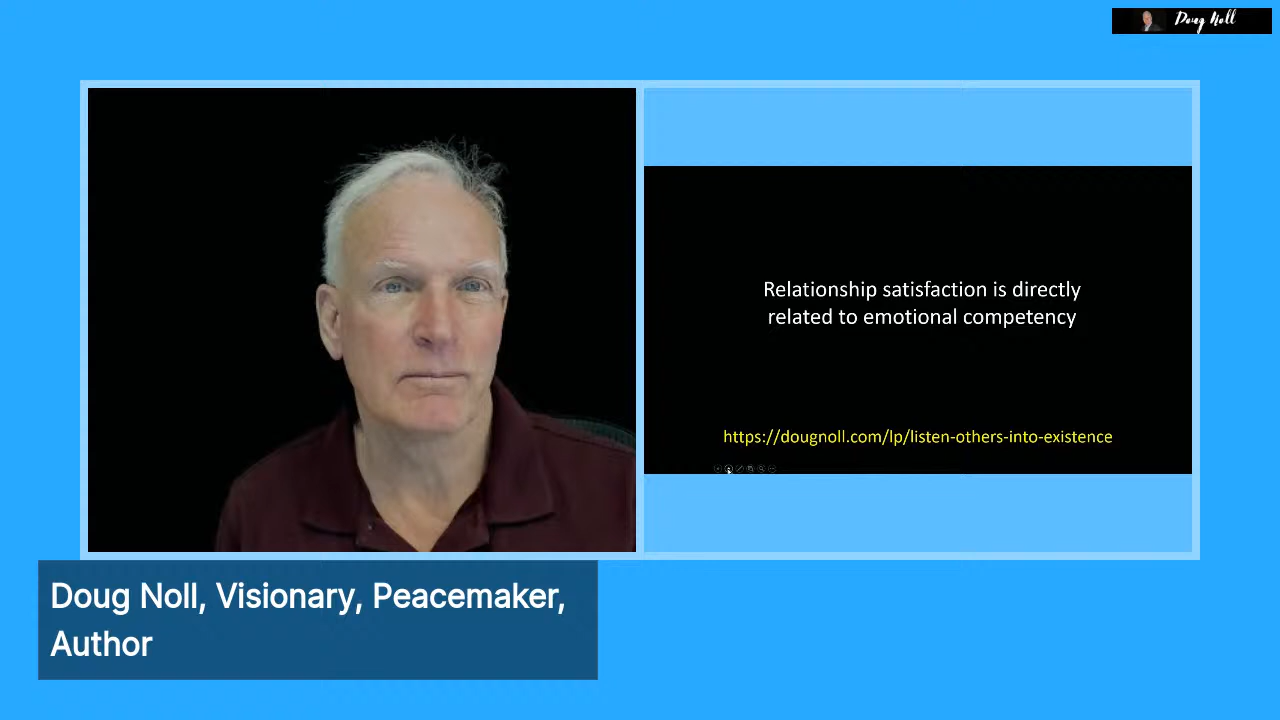 Doug Noll
Relationship satisfaction is directly
related to emotional competency
https://dougnoll.com/lp/listen-others-into-existence
Doug Noll, Visionary, Peacemaker,
Author